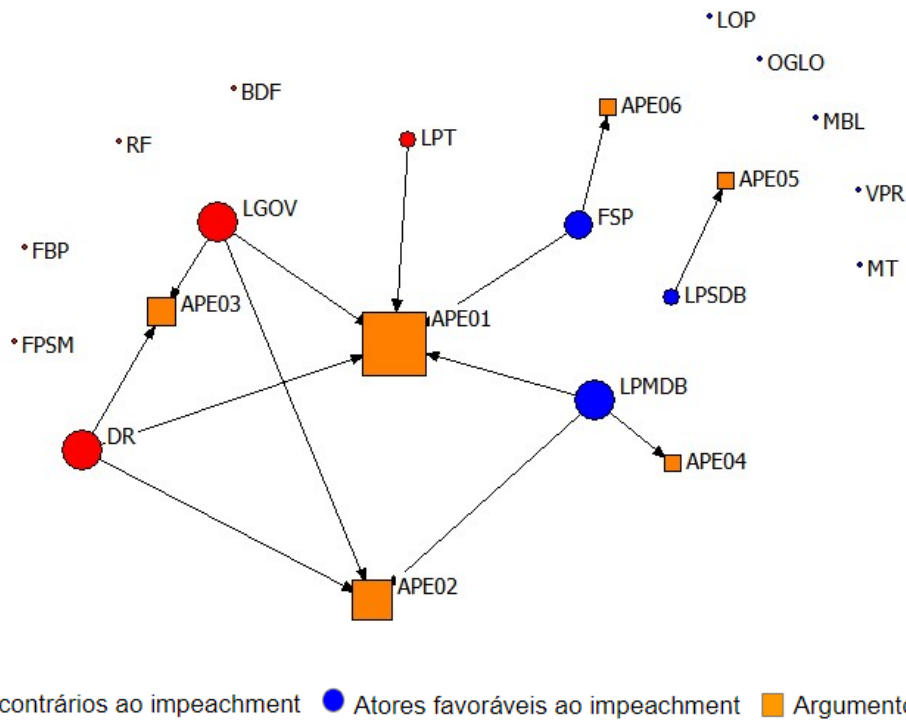 LOP
OGLO
BDF
APE06
MBL
LPT
RF
APE05
VPR
LGOV
FSP
FBP
MT
LPSDB
APE03
APE01
FPSM
LPMDB
DR
APE04
APE02
contrários ao impeachment Atores favoráveis ao impeachment